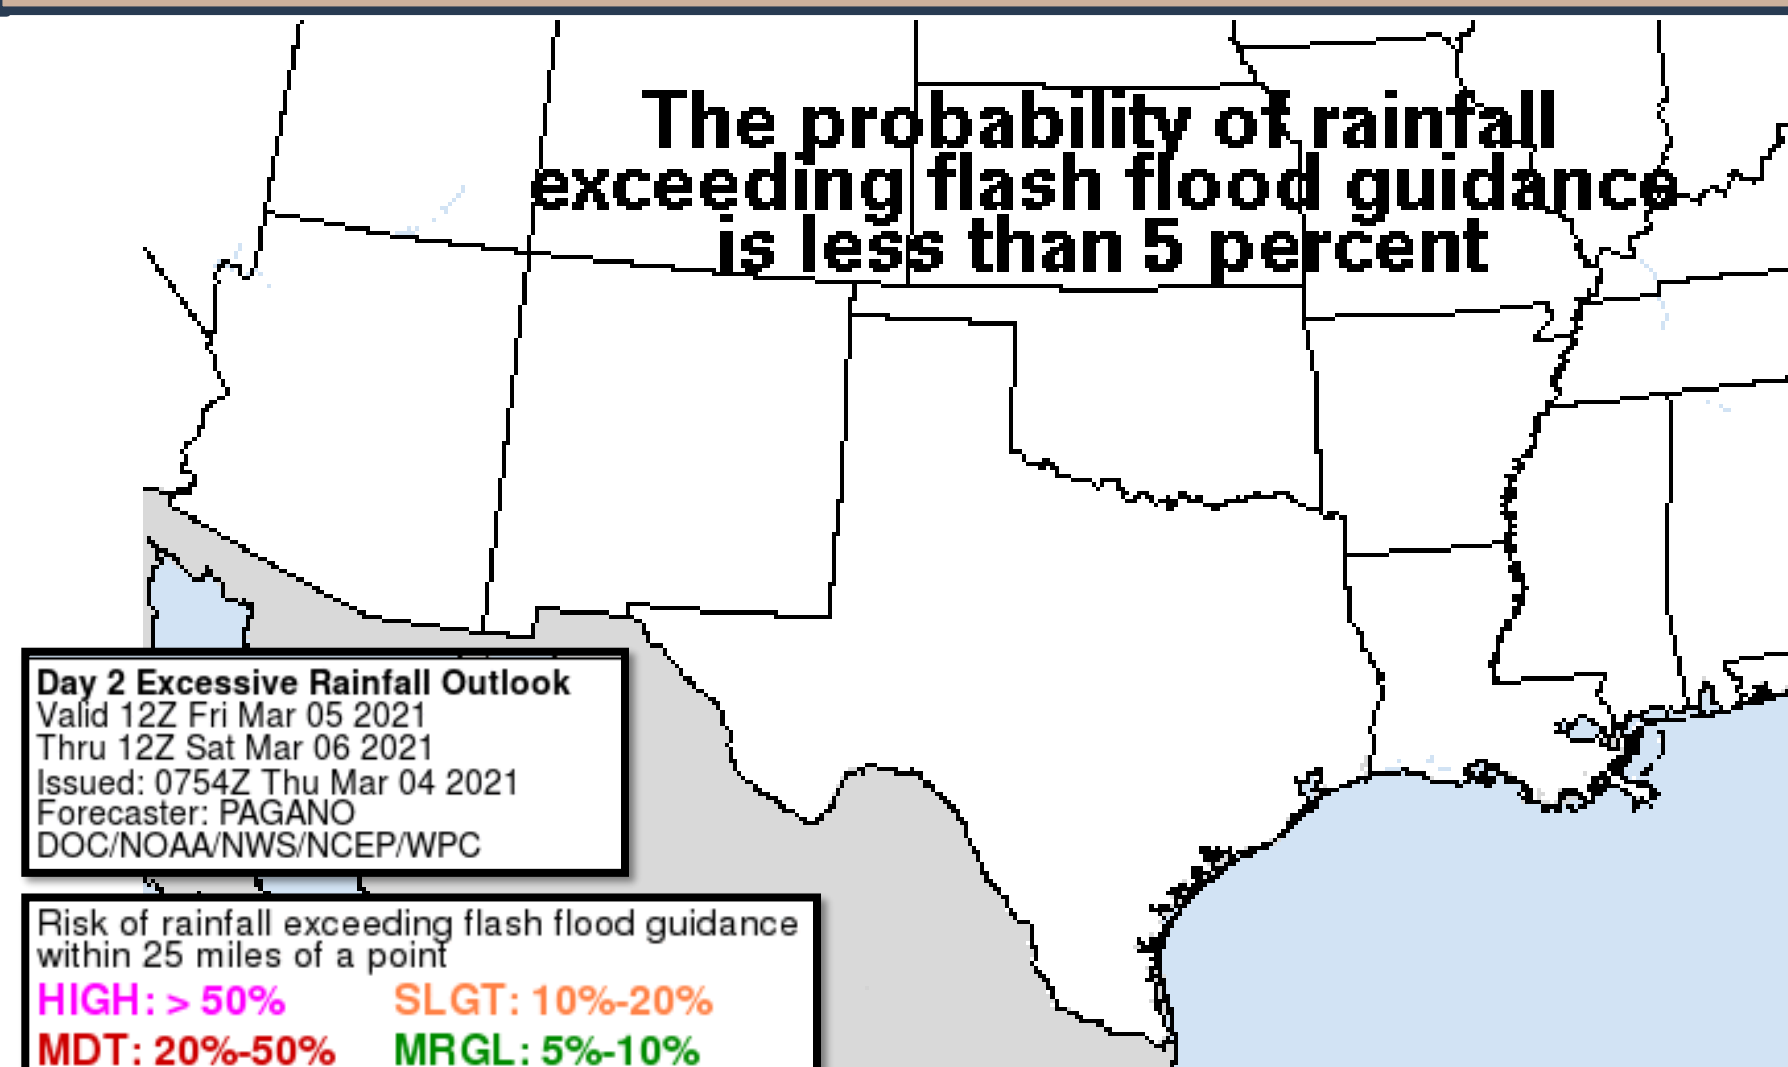 The probability of rainfall
exceeding flash flood guidance
is less than 5 percent
Day 2 Excessive Rainfall Outlook
Valid 12Z Fri Mar 05 2021
Thru 12Z Sat Mar 06 2021
Issued: 0754Z Thu Mar 04 2021
Forecaster: PAGANO
DOC/NOAA/NWS/NCEP/WPC
Risk of rainfall exceeding flash flood guidance
within 25 miles of a point
HIGH: > 50% SLGT: 10%-20%
MDT: 20%-50% MRGL: 5%-10%